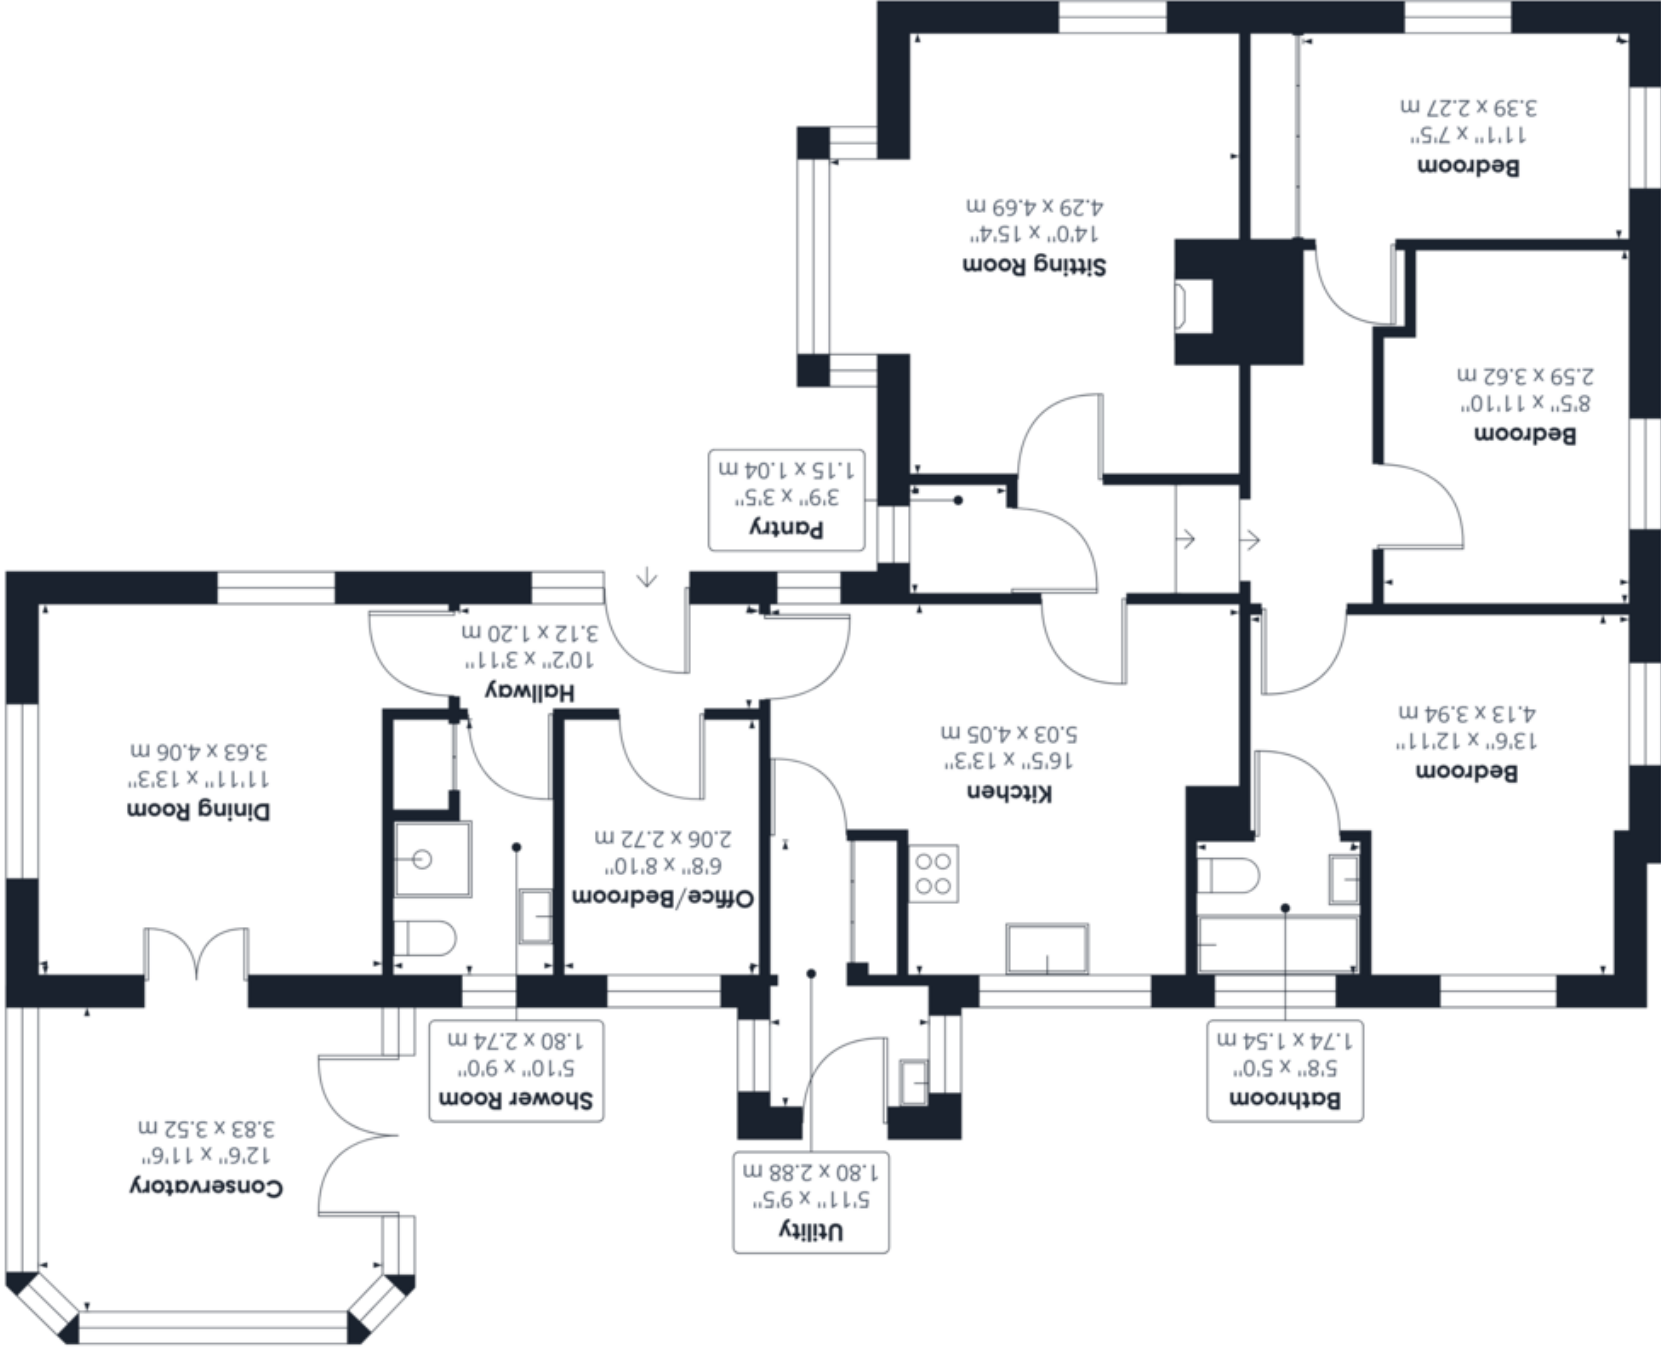 Utility
5'11" x 9'5"
1.80 x 2.88 m
Conservatory
12'6" x 11'6"
3.83 x 3.52 m
Bathroom
5'8" x 5'0"
1.74 x 1.54 m
Shower Room
5'10" x 9'0"
1.80 x 2.74 m
Office/Bedroom
6'8" x 8'10"
2.06 x 2.72 m
Dining Room
11'11" x 13'3"
3.63 x 4.06 m
Kitchen
16'5" x 13'3"
5.03 x 4.05 m
Bedroom
13'6" x 12'11"
4.13 x 3.94 m
Hallway
10'2" x 3'11"
3.12 x 1.20 m
Pantry
3'9" x 3'5"
1.15 x 1.04 m
Bedroom
8'5" x 11'10"
2.59 x 3.62 m
Sitting Room
14'0" x 15'4"
4.29 x 4.69 m
Bedroom
11'1" x 7'5"
3.39 x 2.27 m